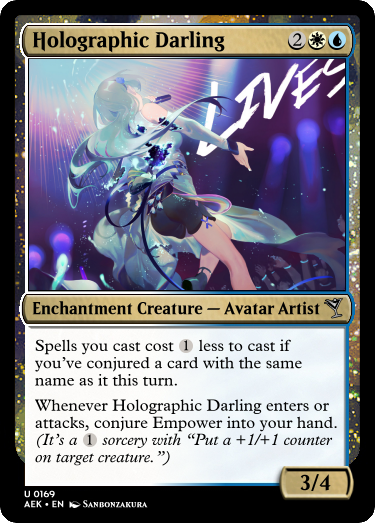 Holographic Darling 2
LIVES
Enchantment Creature — Avatar Artist
Spells you cast cost 1 less to cast if
you've conjured a card with the same
name as it this turn.
Whenever Holographic Darling enters or
attacks, conjure Empower into your hand.
(It's a 1 sorcery with “Put a +1/+1 counter
on target creature.”)
3/4
U 0169
AEK • EN SANBONZAKURA